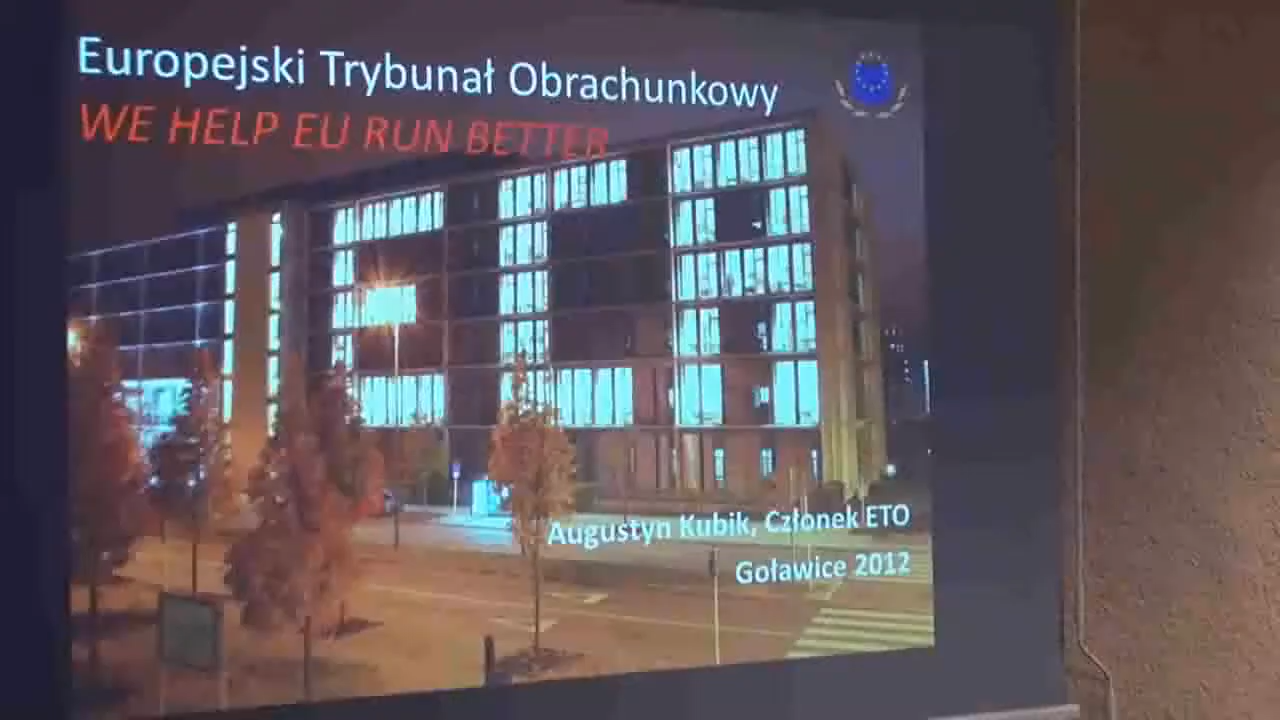 Europejski Trybunał Obrachunkowy
WE HELP EU RUN BETTER
Augustyn Kubik, Członek ETO
Goławice 2012